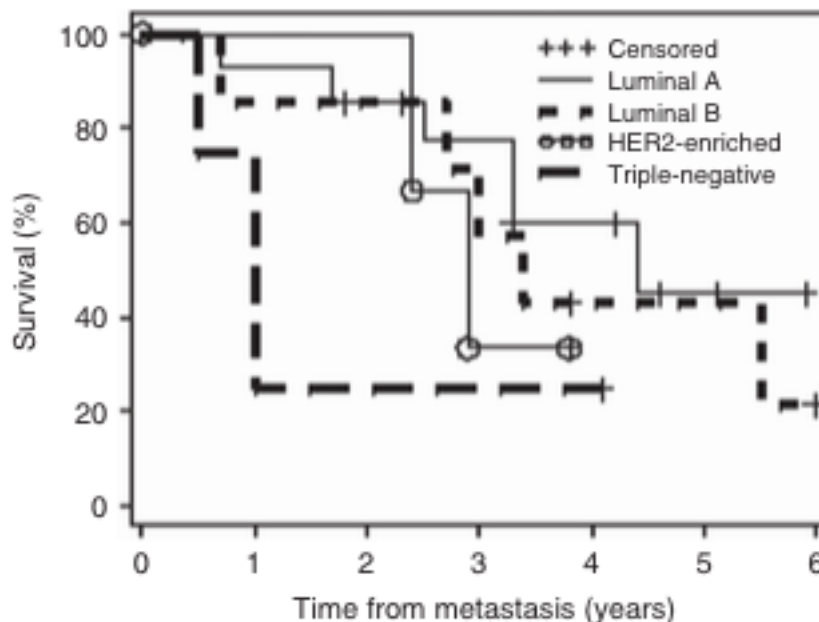 100
80
60
40
20
0
Survival (%)
Censored
Luminal A
Luminal B
HER2-enriched
Triple-negative
0 1 2 3 4 5 6
Time from metastasis (years)